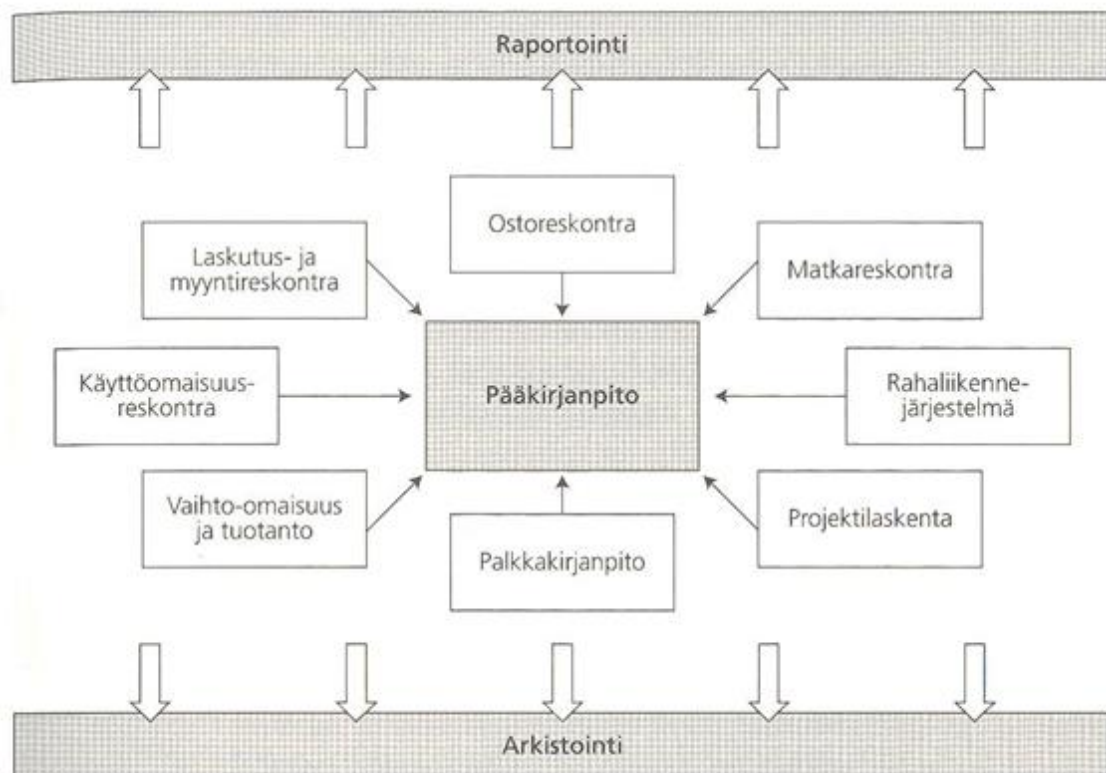 Raportointi
Ostoreskontra
Laskutus- ja
myyntireskontra
Matkareskontra
Käyttöomaisuus-
reskontra
Pääkirjanpito
Rahaliikenne-
järjestelmä
Vaihto-omaisuus
ja tuotanto
Palkkakirjanpito
Projektilaskenta
Arkistointi